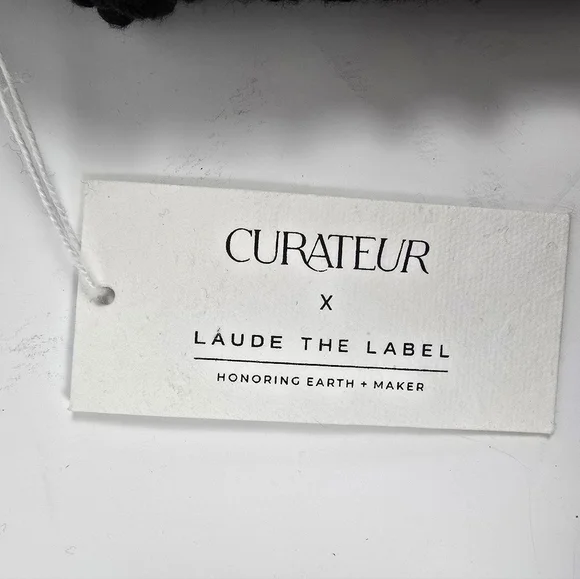 CURATEUR
X
LAUDE THE LABEL
HONORING EARTH + MAKER